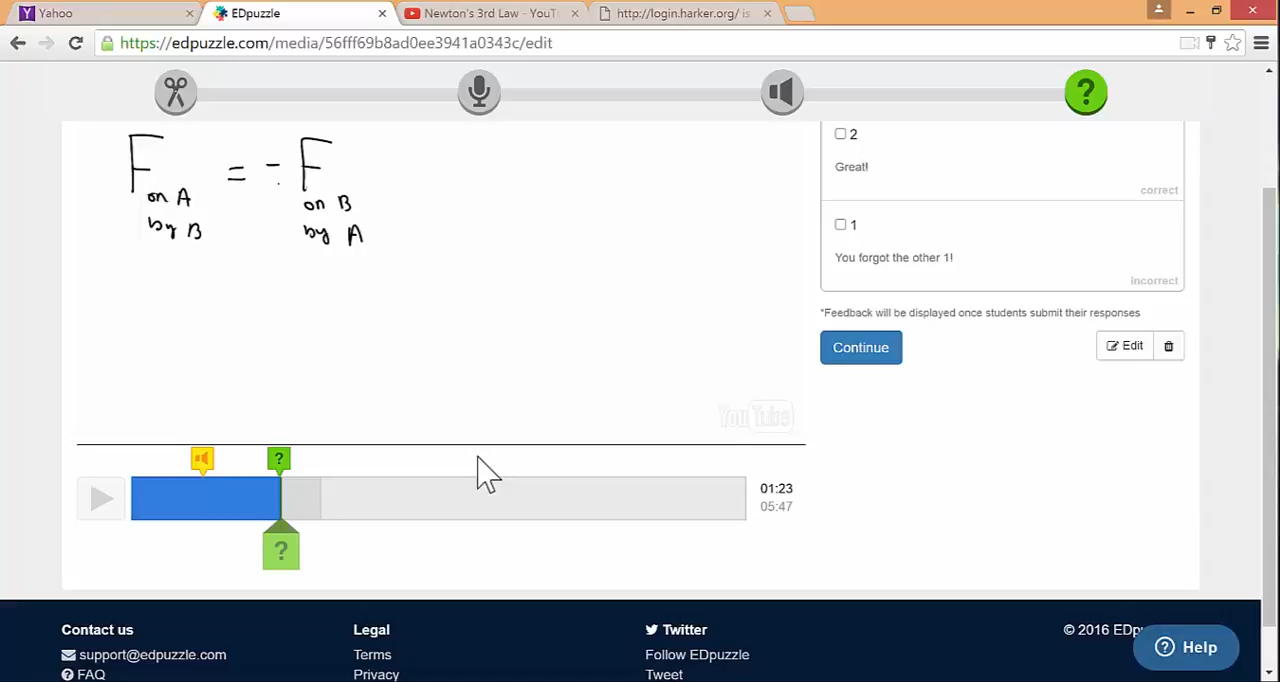 Yahoo
EDpuzzle
Newton's 3rd Law - YouT
http://login.harker.org/ is
https://edpuzzle.com/media/56fff69b8ad0ee3941a0343c/edit
?
F = - F
on A on B
by B by A
2
Great!
correct
1
You forgot the other 1!
incorrect
*Feedback will be displayed once students submit their responses
Continue
Edit
YouTube
?
01:23
05:47
?
Contact us
support@edpuzzle.com
FAQ
Legal
Terms
Privacy
Twitter
Follow EDpuzzle
Tweet
© 2016 EDp
Help